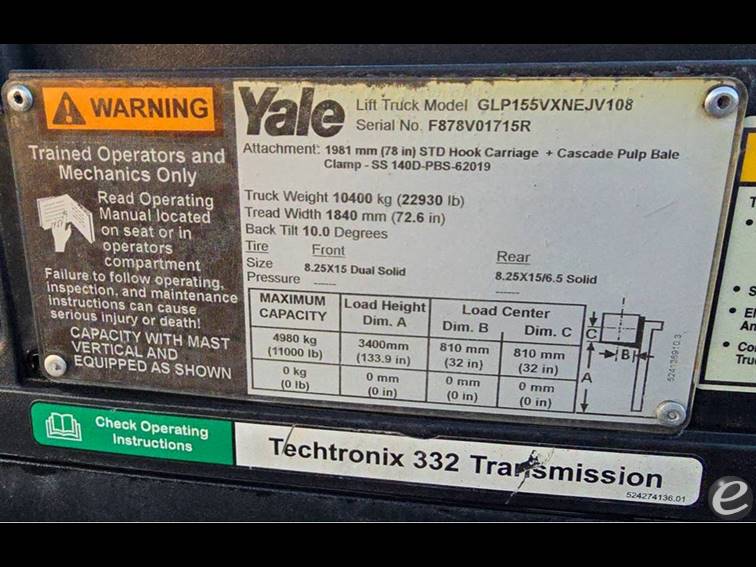 WARNING
Trained Operators and
Mechanics Only
Read Operating
Manual located
on seat or in
operators
compartment
Failure to follow operating,
inspection, and maintenance
instructions can cause
serious injury or death!
CAPACITY WITH MAST
VERTICAL AND
EQUIPPED AS SHOWN
Yale Lift Truck Model GLP155VXNEJV108
Serial No. F878V01715R
Attachment: 1981 mm (78 in) STD Hook Carriage + Cascade Pulp Bale
Clamp - SS 140D-PBS-62019
Truck Weight 10400 kg (22930 lb)
Tread Width 1840 mm (72.6 in)
Back Tilt 10.0 Degrees
Tire Front Rear
Size 8.25X15 Dual Solid 8.25X15/6.5 Solid
Pressure ------ ------
MAXIMUM CAPACITY Load Height Dim. A Load Center Dim. B Dim. C
4980 kg (11000 lb) 3400mm (133.9 in) 810 mm (32 in) 810 mm (32 in)
0 kg (0 lb) 0 mm (0 in) 0 mm (0 in) 0 mm (0 in)
C
B
A
524136910.3
Check Operating
Instructions
Techtronix 332 Transmission
524274136.01
e